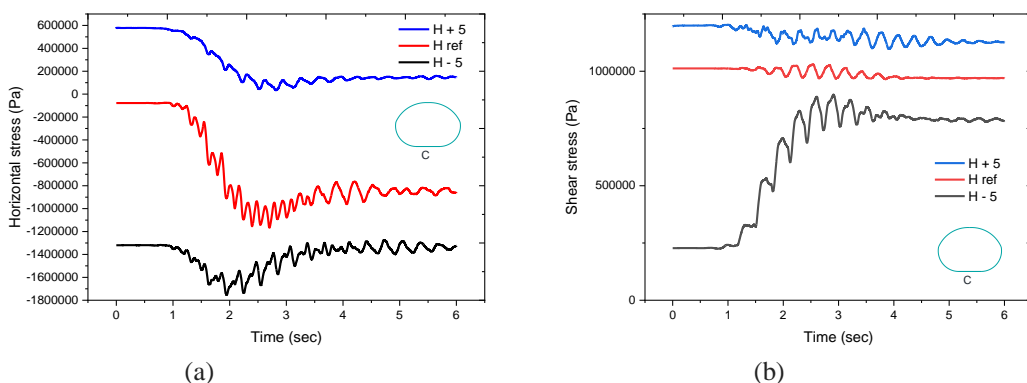 600000
400000
200000
0
-200000
-400000
-600000
-800000
-1000000
-1200000
-1400000
-1600000
-1800000
Horizontal stress (Pa)
0 1 2 3 4 5 6
Time (sec)
H + 5
H ref
H - 5
C
(a)
1000000
500000
0
Shear stress (Pa)
0 1 2 3 4 5 6
Time (sec)
H + 5
H ref
H - 5
C
(b)